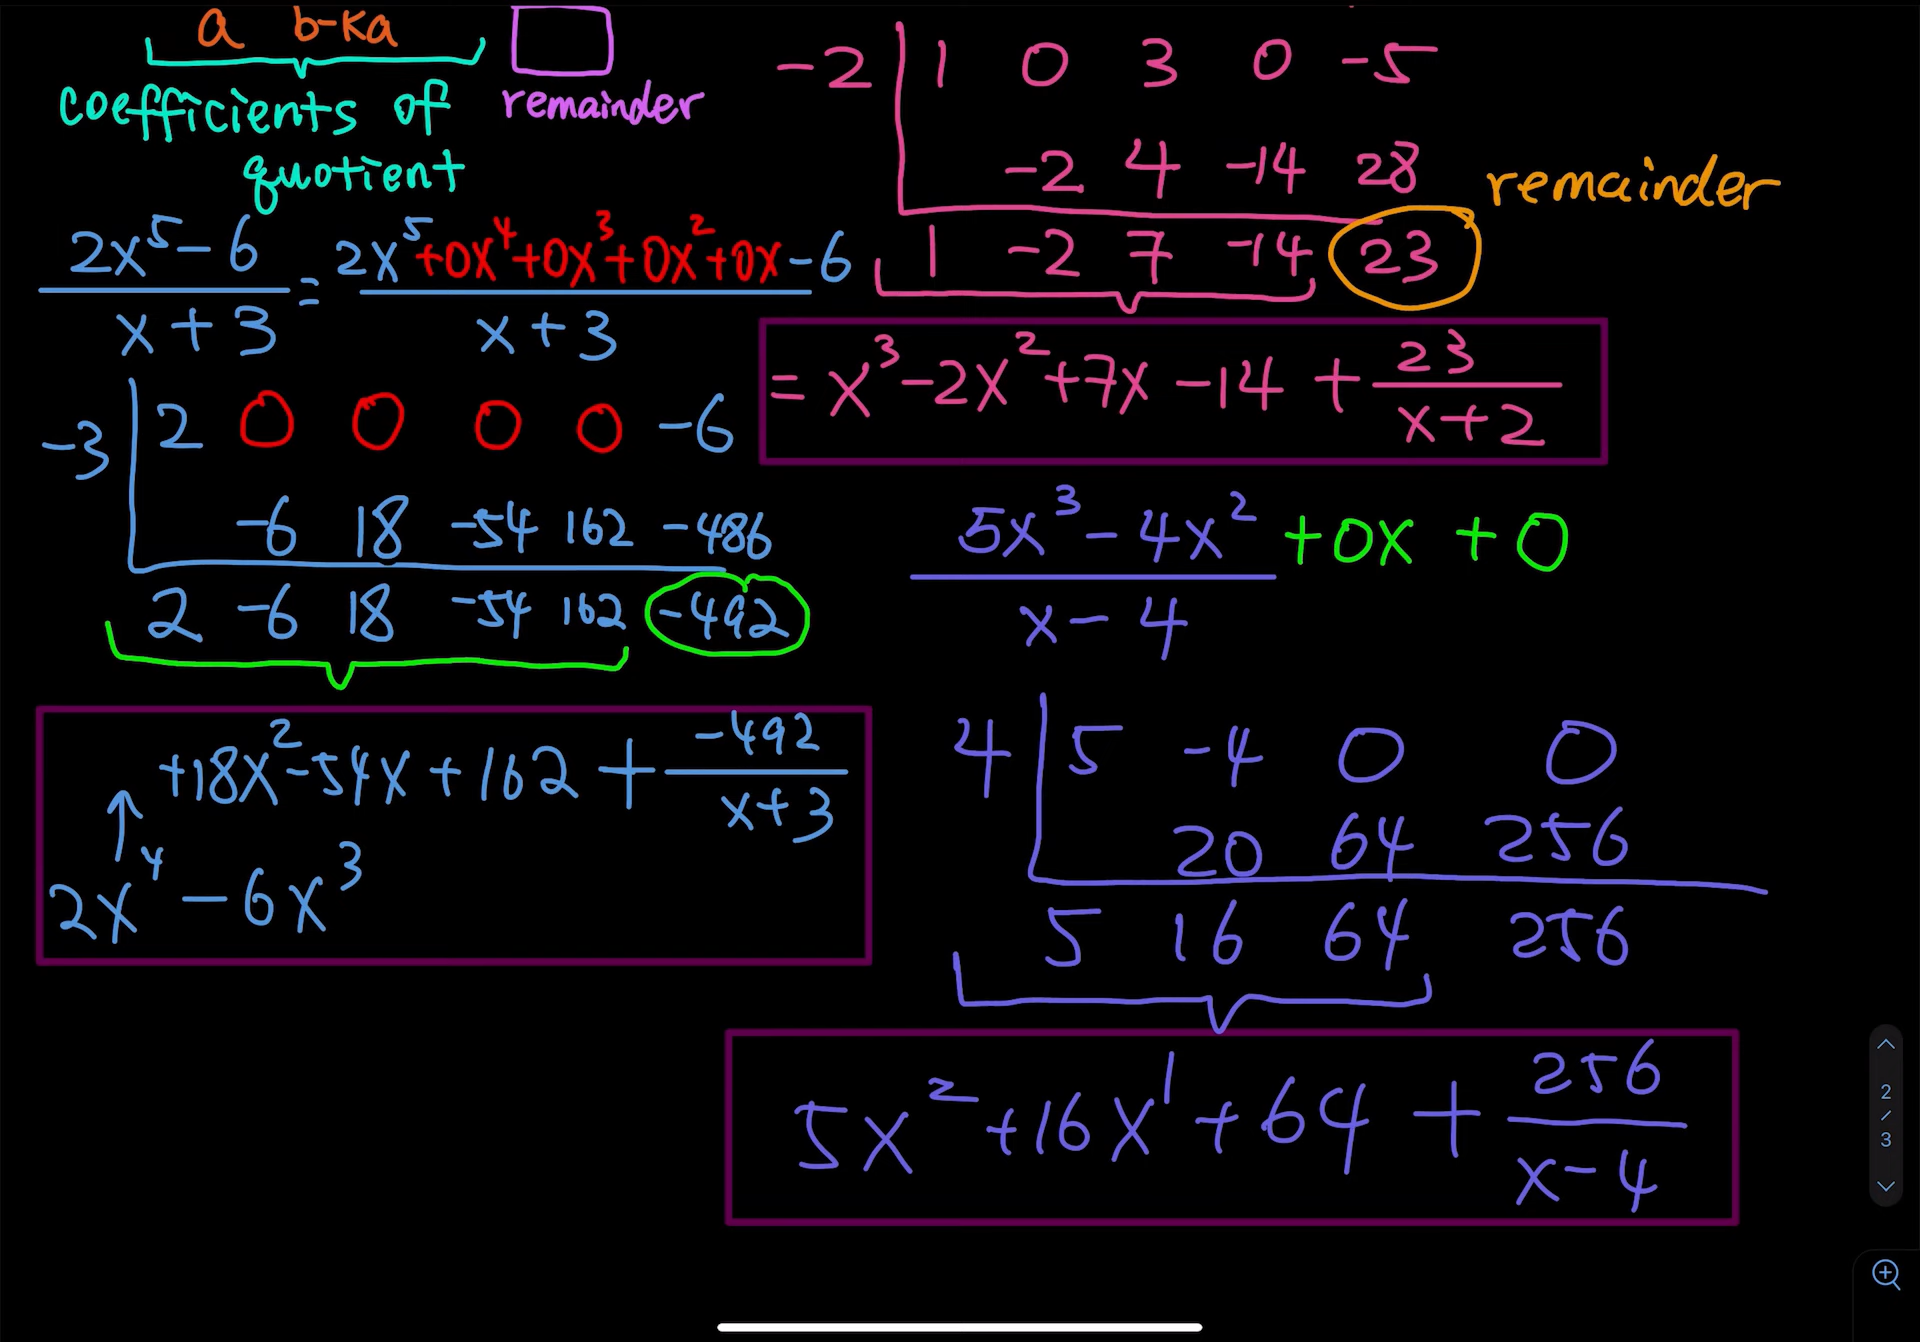 a b-ka
coefficients of
quotient
remainder
2x⁵ - 6 / x + 3 = 2x⁵ +0x⁴+0x³+0x²+0x -6 / x + 3
-3 | 2 0 0 0 0 -6
-6 18 -54 162 -486
2 -6 18 -54 162 -492
+18x² -54x + 162 + -492 / x+3
2x⁴ - 6x³
-2 | 1 0 3 0 -5
-2 4 -14 28
remainder
1 -2 7 -14 23
= x³ -2x² +7x -14 + 23 / x+2
5x³ - 4x² +0x +0
x - 4
4 | 5 -4 0 0
20 64 256
5 16 64 256
5x² +16x¹ + 64 + 256 / x-4
2
/
3